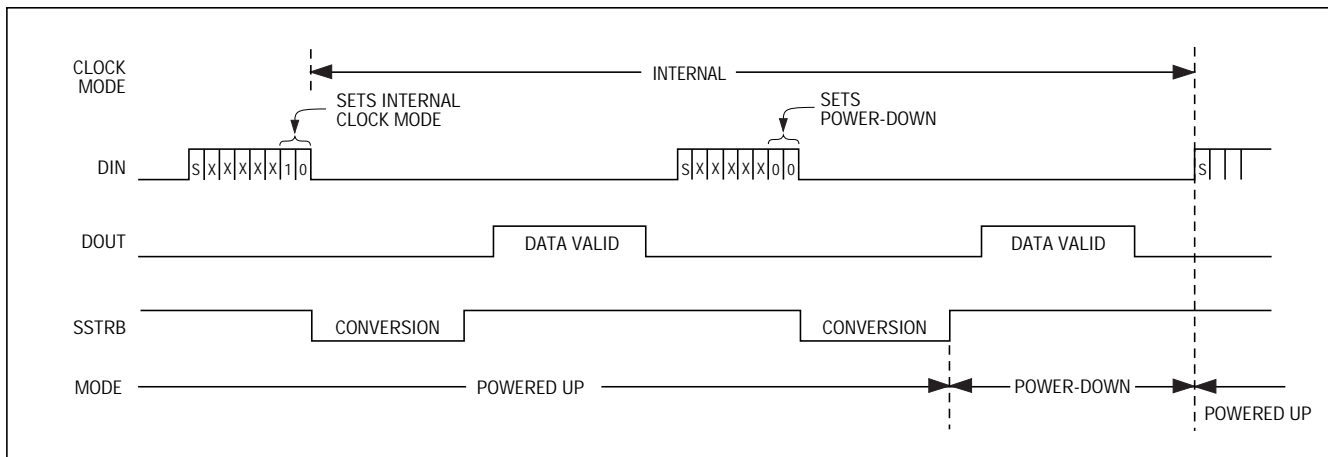 CLOCK
MODE
INTERNAL
SETS INTERNAL
CLOCK MODE
SETS
POWER-DOWN
DIN
S X X X X X 1 0
S X X X X X 0 0
S
DOUT
DATA VALID
DATA VALID
SSTRB
CONVERSION
CONVERSION
MODE
POWERED UP
POWER-DOWN
POWERED UP